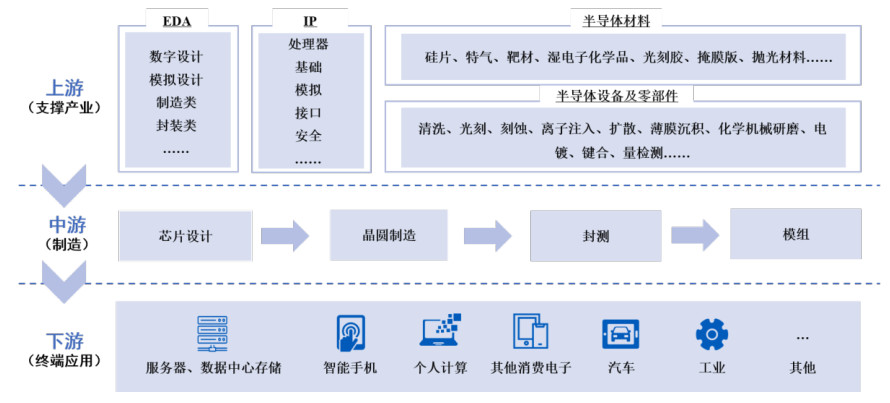 上游
(支撑产业)
EDA
数字设计
模拟设计
制造类
封装类
……
IP
处理器
基础
模拟
接口
安全
……
半导体材料
硅片、特气、靶材、湿电子化学品、光刻胶、掩膜版、抛光材料……
半导体设备及零部件
清洗、光刻、刻蚀、离子注入、扩散、薄膜沉积、化学机械研磨、电
镀、键合、量检测……
中游
(制造)
芯片设计
晶圆制造
封测
模组
下游
(终端应用)
服务器、数据中心存储
智能手机
个人计算
其他消费电子
汽车
工业
...
其他